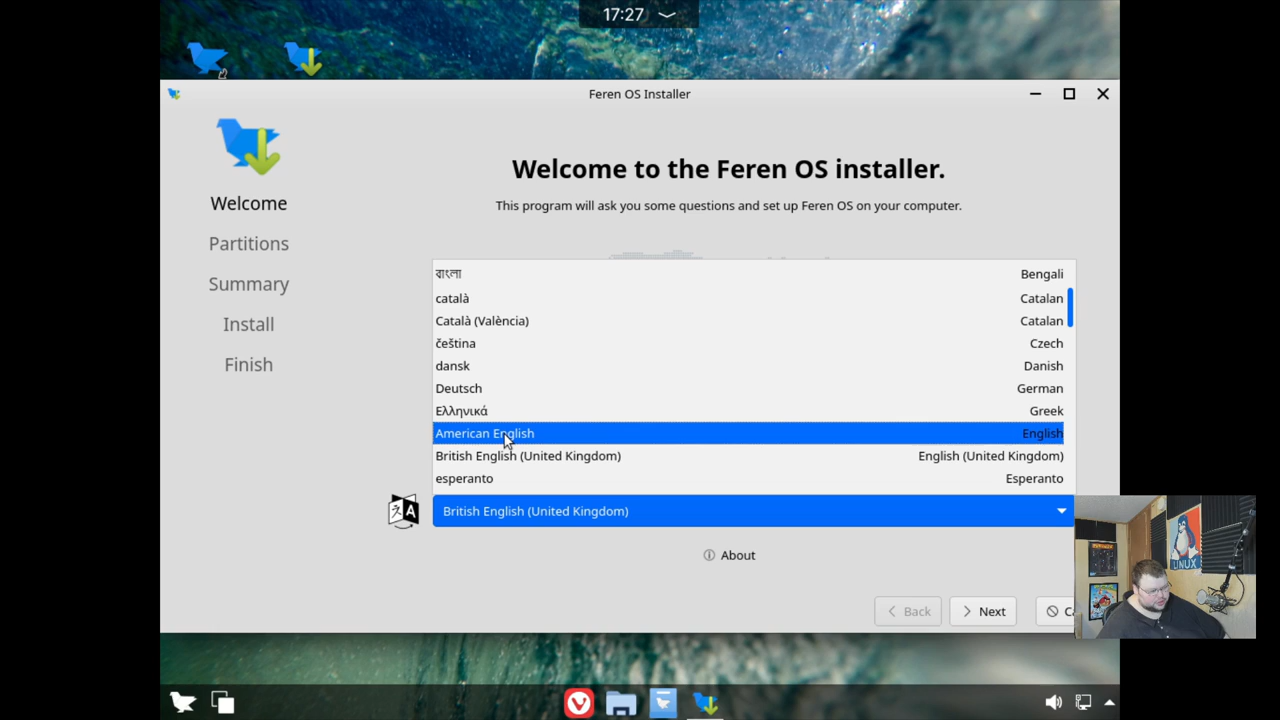 17:27
Feren OS Installer
Welcome
Partitions
Summary
Install
Finish
Welcome to the Feren OS installer.
This program will ask you some questions and set up Feren OS on your computer.
বাংলা Bengali
català Catalan
Català (València) Catalan
čeština Czech
dansk Danish
Deutsch German
Ελληνικά Greek
American English English
British English (United Kingdom) English (United Kingdom)
esperanto Esperanto
British English (United Kingdom)
About
Back
Next
UNUX